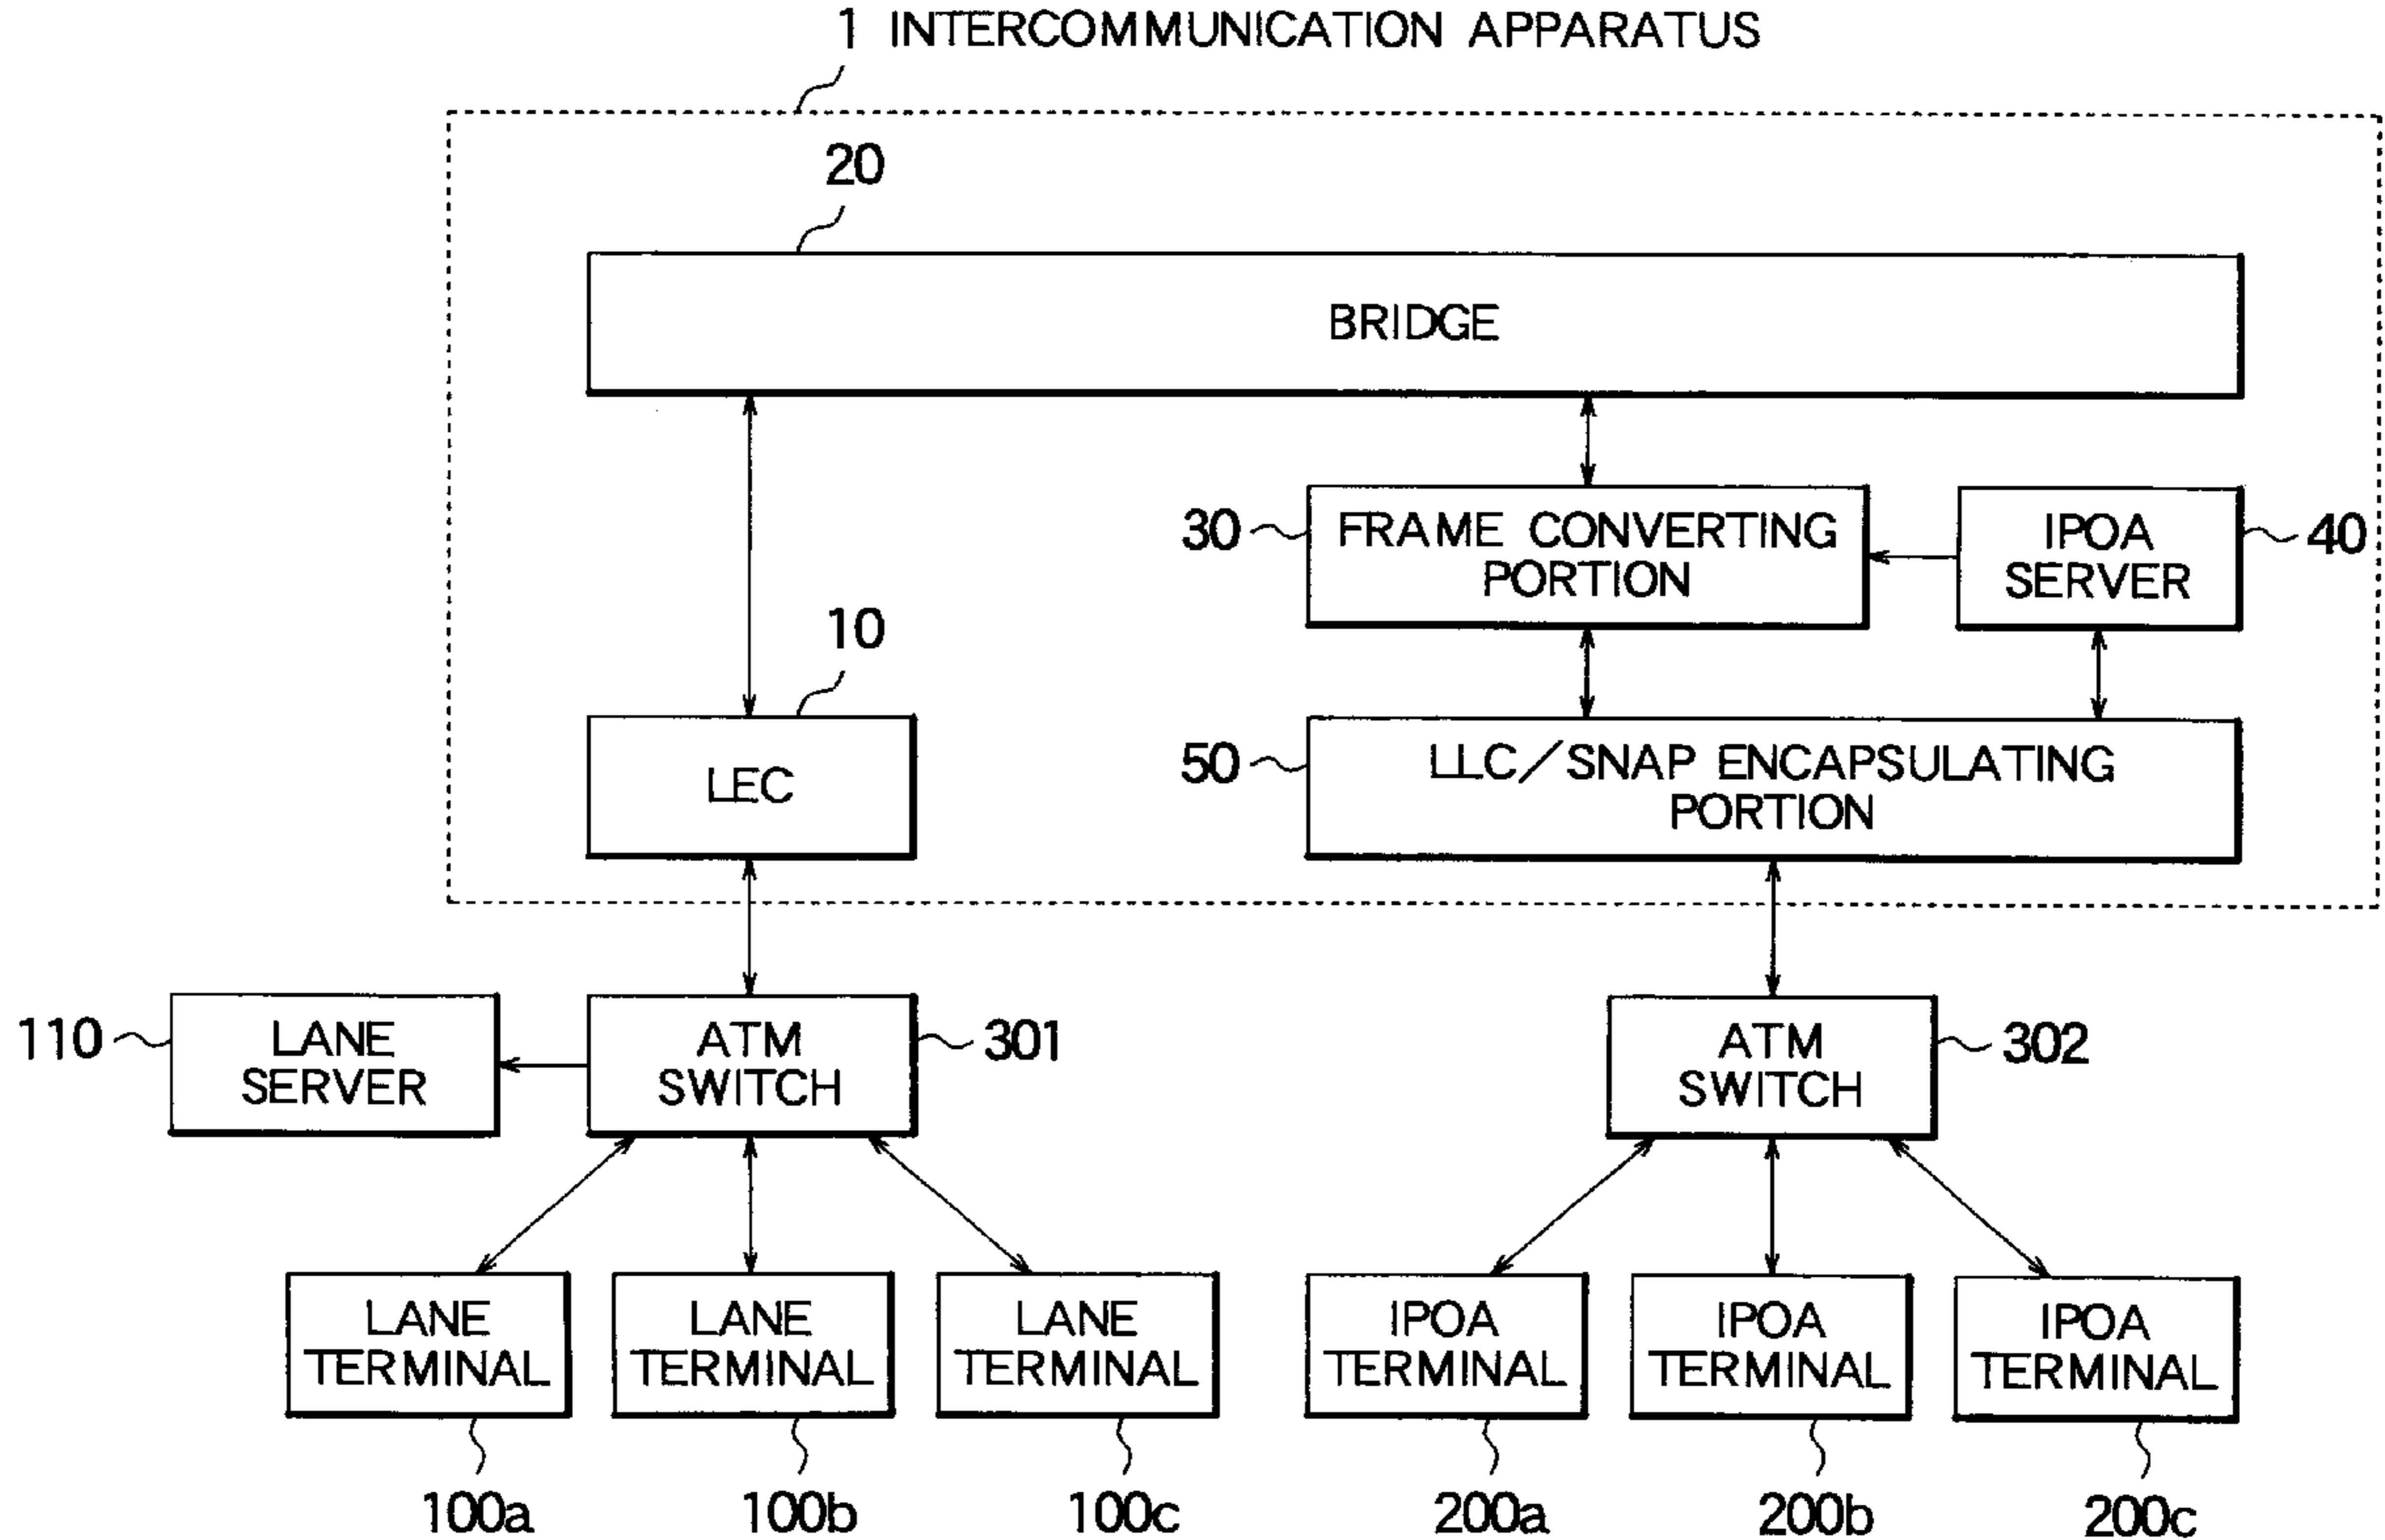 1 INTERCOMMUNICATION APPARATUS
20
BRIDGE
30
FRAME CONVERTING
PORTION
IPOA
SERVER
40
10
LEC
50
LLC/SNAP ENCAPSULATING
PORTION
110
LANE
SERVER
ATM
SWITCH
301
ATM
SWITCH
302
LANE
TERMINAL
LANE
TERMINAL
LANE
TERMINAL
IPOA
TERMINAL
IPOA
TERMINAL
IPOA
TERMINAL
100a
100b
100c
200a
200b
200c